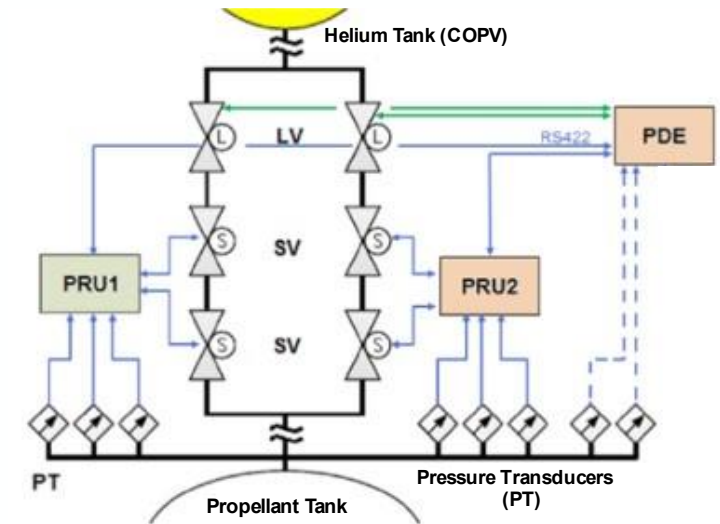 Helium Tank (COPV)
L
LV
L
RS422
PDE
S
SV
S
PRU1
PRU2
S
SV
S
PT
Pressure Transducers
(PT)
Propellant Tank